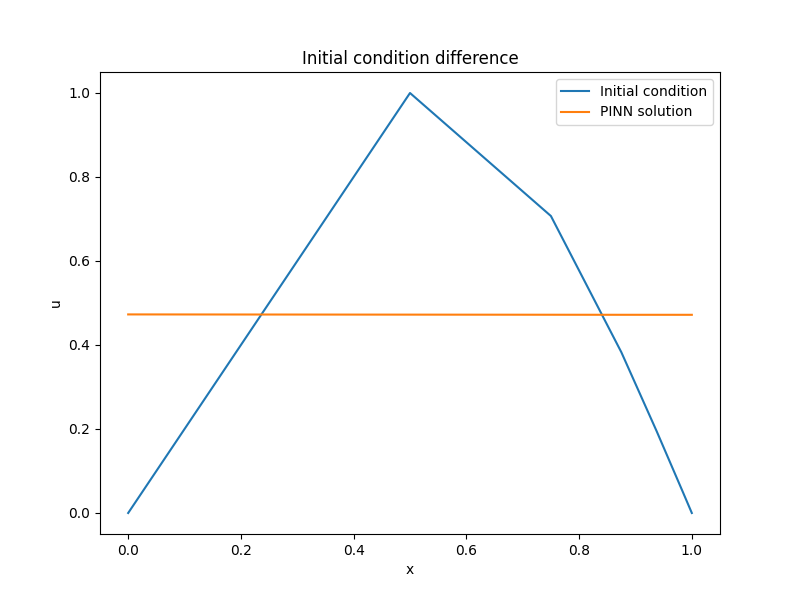 Initial condition difference
Initial condition
PINN solution
u
1.0
0.8
0.6
0.4
0.2
0.0
0.0 0.2 0.4 0.6 0.8 1.0
x